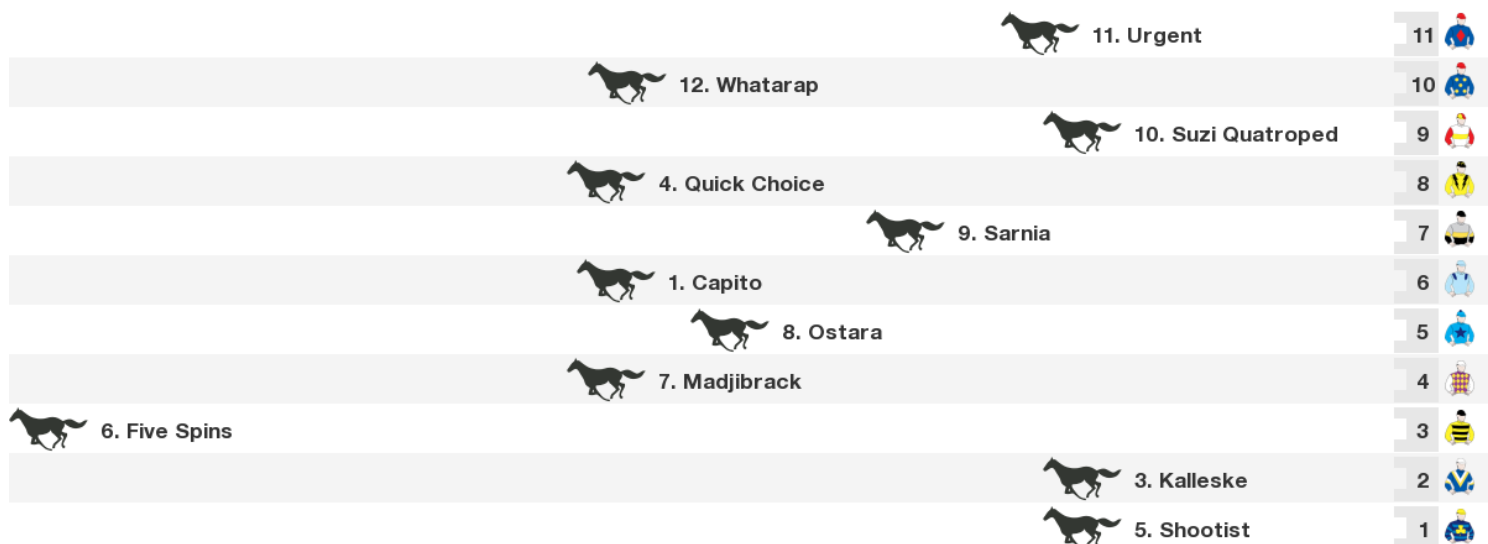 11. Urgent 11
12. Whatarap 10
10. Suzi Quatroped 9
4. Quick Choice 8
9. Sarnia 7
1. Capito 6
8. Ostara 5
7. Madjibrack 4
6. Five Spins 3
3. Kalleske 2
5. Shootist 1